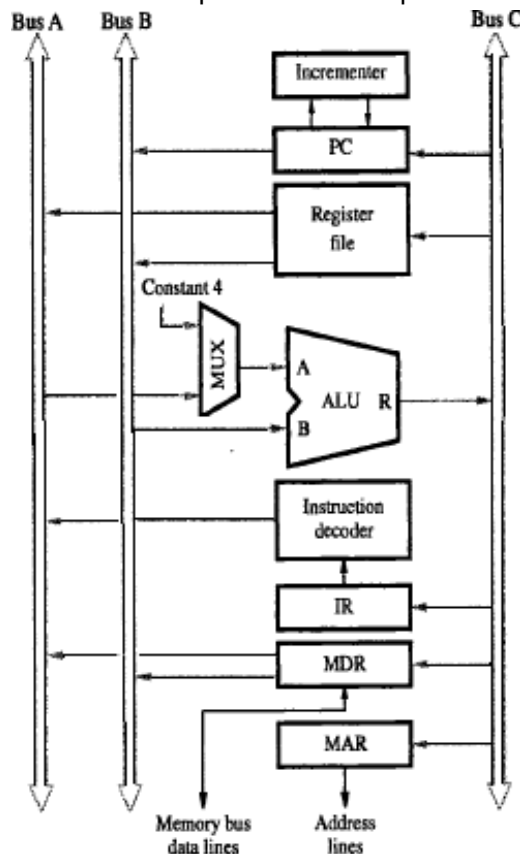 Bus A
Bus B
Bus C
Incrementer
PC
Register
file
Constant 4
MUX
A
ALU
R
B
Instruction
decoder
IR
MDR
MAR
Memory bus
data lines
Address
lines